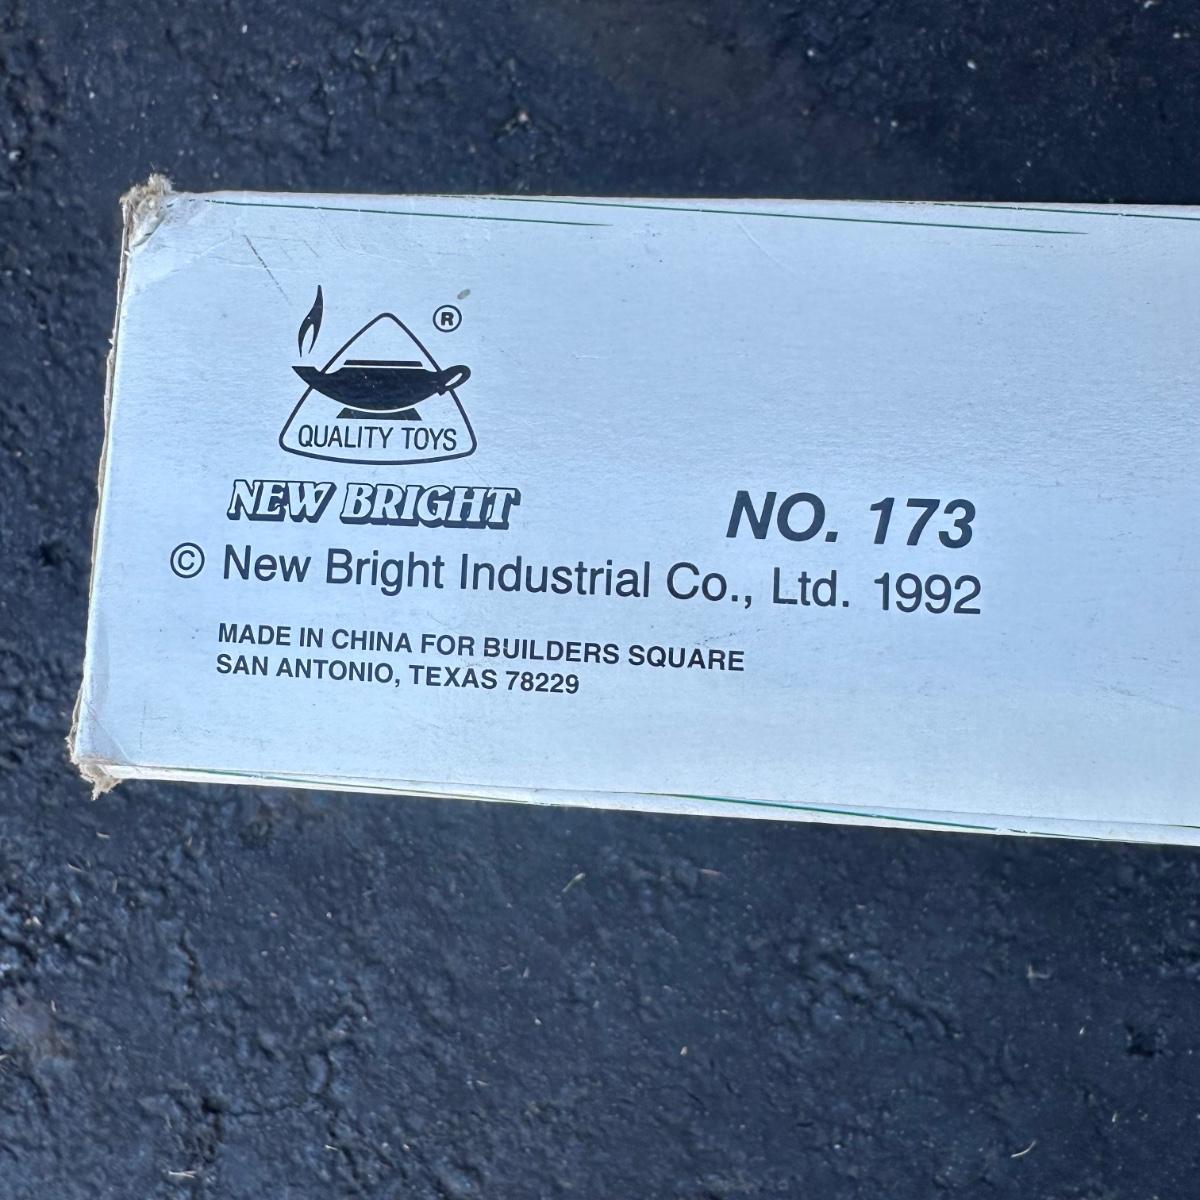 ®
QUALITY TOYS
NEW BRIGHT
NO. 173
© New Bright Industrial Co., Ltd. 1992
MADE IN CHINA FOR BUILDERS SQUARE
SAN ANTONIO, TEXAS 78229